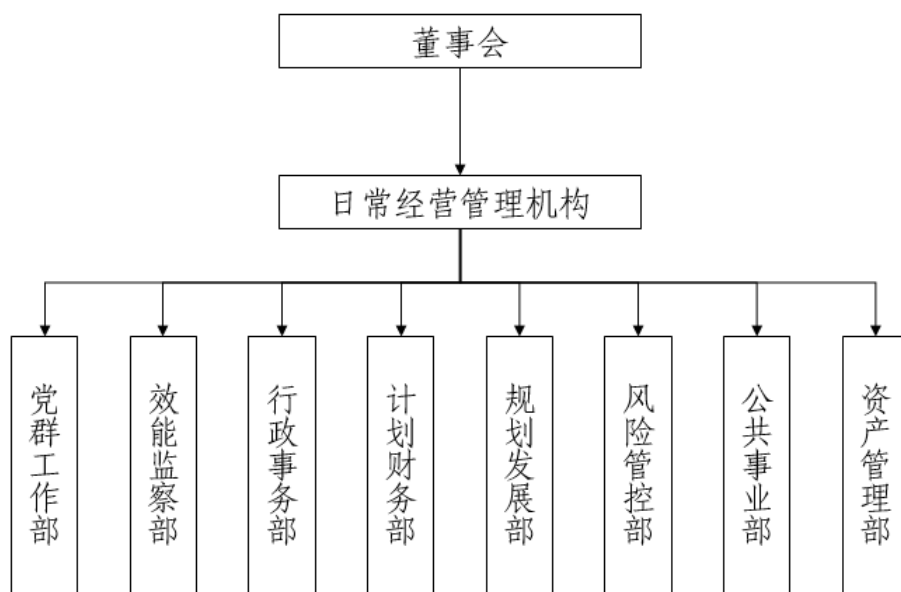 董事会
日常经营管理机构
党群工作部
效能监察部
行政事务部
计划财务部
规划发展部
风险管控部
公共事业部
资产管理部